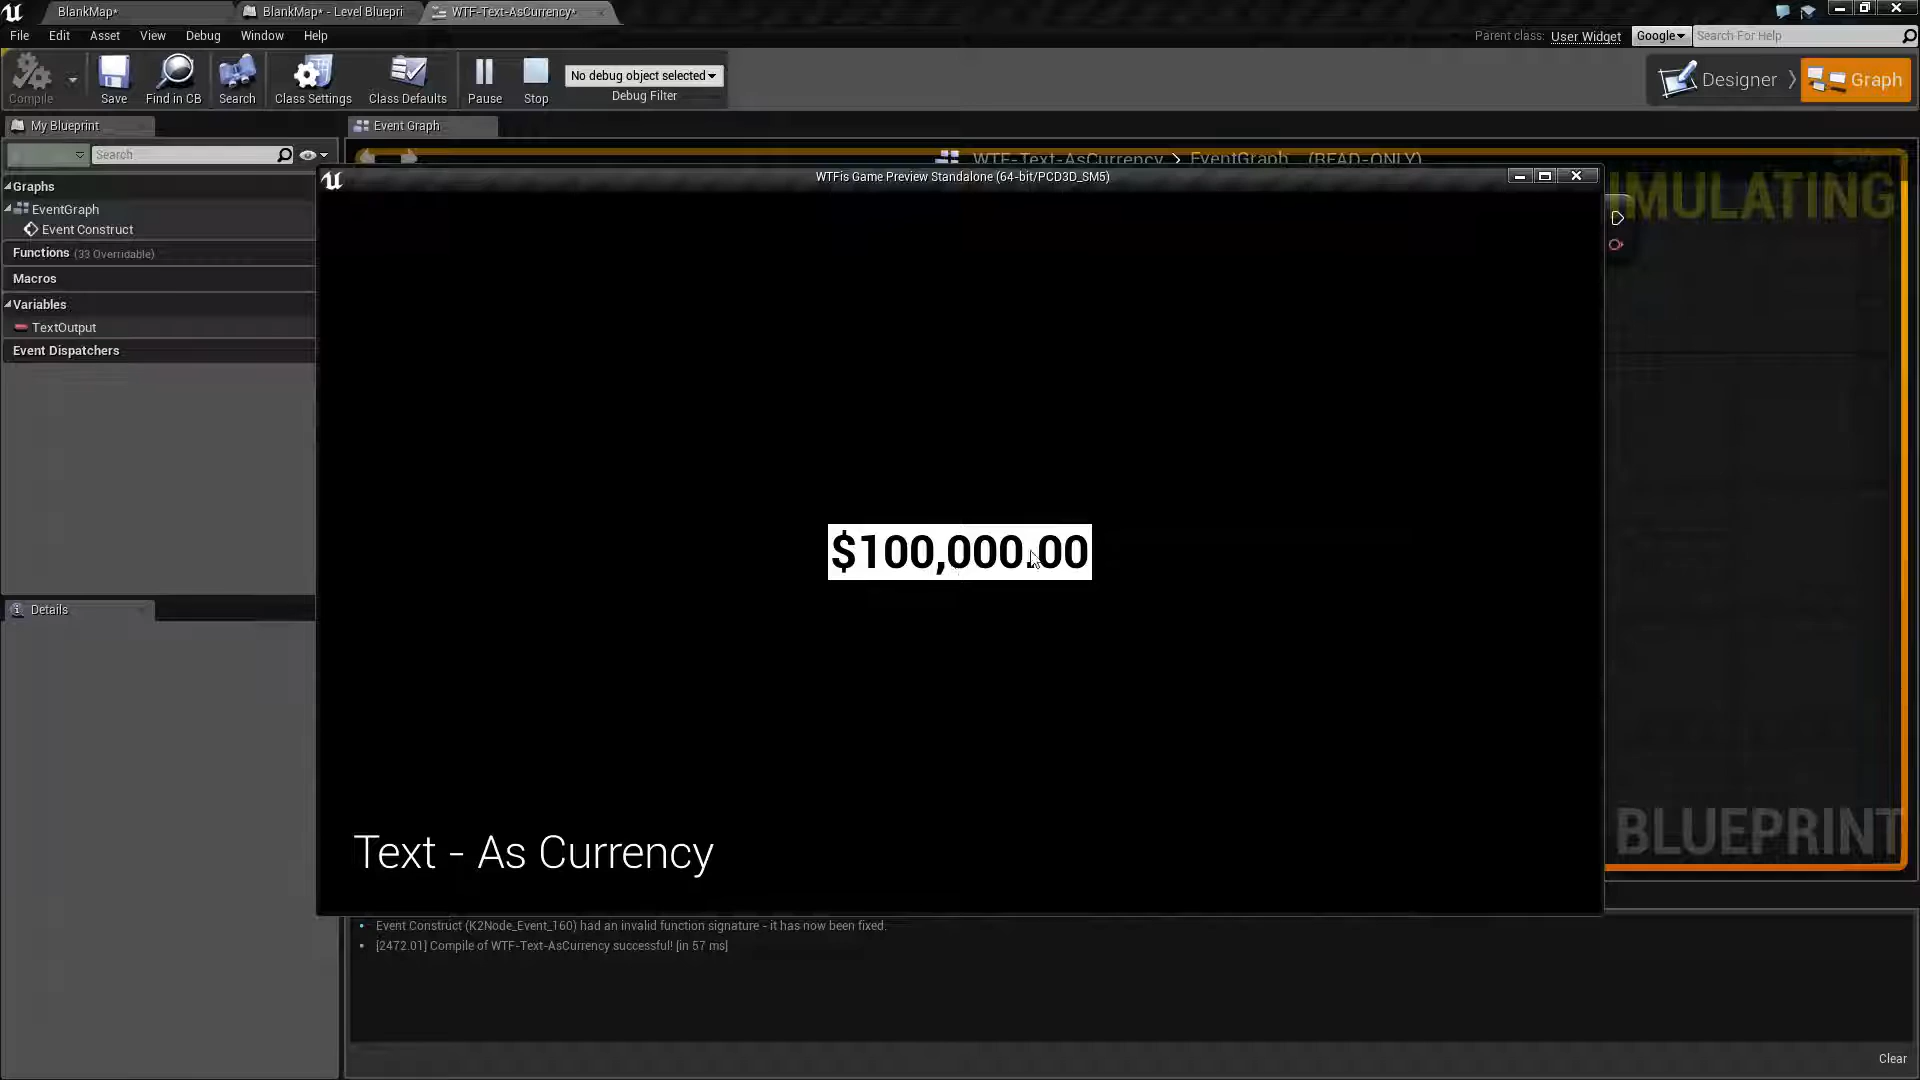 BlankMap*
BlankMap* - Level Bluepri
WTF-Text-AsCurrency*
File Edit Asset View Debug Window Help
Parent class: User Widget
Google
Search For Help
Compile
Save
Find in CB
Search
Class Settings
Class Defaults
Pause
Stop
No debug object selected
Debug Filter
Designer
Graph
My Blueprint
Event Graph
Search
WTF-Text-AsCurrency > EventGraph (READ-ONLY)
WTFis Game Preview Standalone (64-bit/PCD3D_SM5)
Graphs
EventGraph
Event Construct
Functions (33 Overridable)
Macros
Variables
TextOutput
Event Dispatchers
IMULATING
$100,000.00
Details
Text - As Currency
BLUEPRINT
Event Construct (K2Node_Event_160) had an invalid function signature - it has now been fixed.
[2472.01] Compile of WTF-Text-AsCurrency successful! [in 57 ms]
Clear